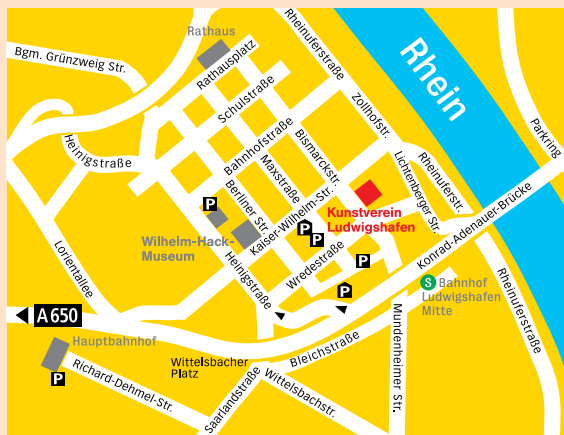 Rathaus
Rheinuferstraße
Rhein
Bgm. Grünzweig Str.
Rathausplatz
Schulstraße
Zollhofstr.
Parkring
Heinigstraße
Bahnhofstraße
Bismarckstr.
Maxstraße
Lichtenberger Str.
Rheinuferstr.
Berliner Str.
Kaiser-Wilhelm-Str.
P
Kunstverein
Ludwigshafen
Konrad-Adenauer-Brücke
Wilhelm-Hack-
Museum
P
P
Lorientallee
Heinigstraße
Wredestraße
P
P
S Bahnhof
Ludwigshafen
Mitte
Rheinuferstraße
A 650
Hauptbahnhof
P
Wittelsbacher
Platz
Bleichstraße
Mundenheimer Str.
Richard-Dehmel-Str.
Saarlandstraße
Wittelsbachstr.